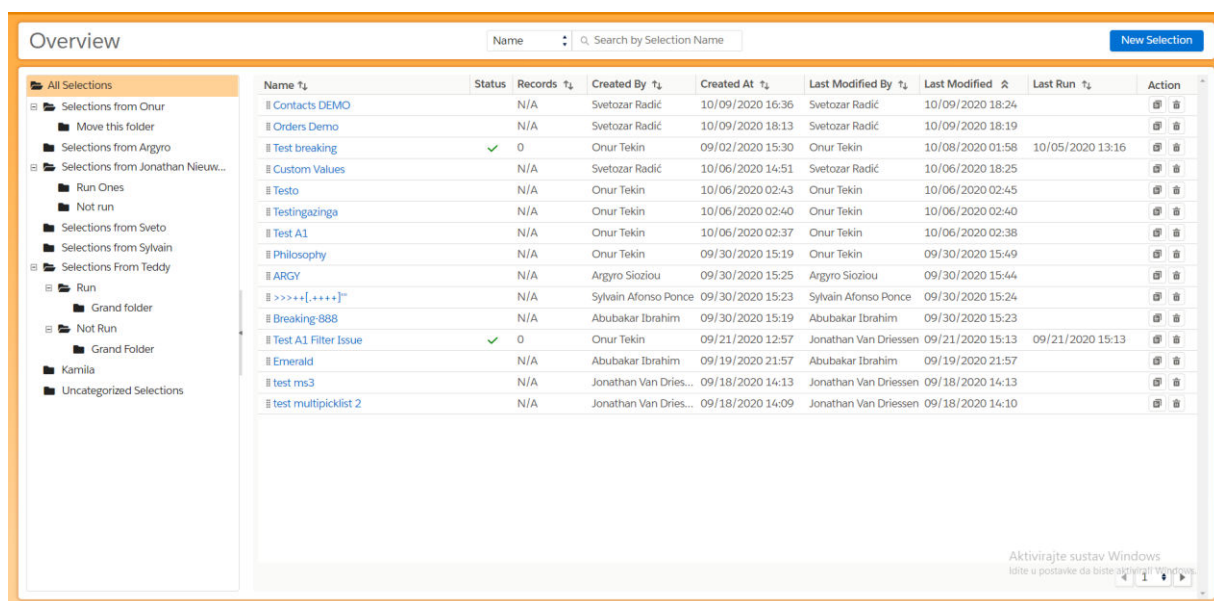 Overview
Name
Search by Selection Name
New Selection
All Selections
Selections from Onur
Move this folder
Selections from Argyro
Selections from Jonathan Nieuw...
Run Ones
Not run
Selections from Sveto
Selections from Sylvain
Selections From Teddy
Run
Grand folder
Not Run
Grand Folder
Kamila
Uncategorized Selections
Name Status Records Created By Created At Last Modified By Last Modified Last Run Action
Contacts DEMO N/A Svetozar Radić 10/09/2020 16:36 Svetozar Radić 10/09/2020 18:24
Orders Demo N/A Svetozar Radić 10/09/2020 18:13 Svetozar Radić 10/09/2020 18:19
Test breaking 0 Onur Tekin 09/02/2020 15:30 Onur Tekin 10/08/2020 01:58 10/05/2020 13:16
Custom Values N/A Svetozar Radić 10/06/2020 14:51 Svetozar Radić 10/06/2020 18:25
Testo N/A Onur Tekin 10/06/2020 02:43 Onur Tekin 10/06/2020 02:45
Testingazinga N/A Onur Tekin 10/06/2020 02:40 Onur Tekin 10/06/2020 02:40
Test A1 N/A Onur Tekin 10/06/2020 02:37 Onur Tekin 10/06/2020 02:38
Philosophy N/A Onur Tekin 09/30/2020 15:19 Onur Tekin 09/30/2020 15:49
ARGY N/A Argyro Sioziou 09/30/2020 15:25 Argyro Sioziou 09/30/2020 15:44
N/A Sylvain Afonso Ponce 09/30/2020 15:23 Sylvain Afonso Ponce 09/30/2020 15:24
Breaking-888 N/A Abubakar Ibrahim 09/30/2020 15:19 Abubakar Ibrahim 09/30/2020 15:23
Test A1 Filter Issue 0 Onur Tekin 09/21/2020 12:57 Jonathan Van Driessen 09/21/2020 15:13 09/21/2020 15:13
Emerald N/A Abubakar Ibrahim 09/19/2020 21:57 Abubakar Ibrahim 09/19/2020 21:57
test ms3 N/A Jonathan Van Dries... 09/18/2020 14:13 Jonathan Van Driessen 09/18/2020 14:13
test multipicklist 2 N/A Jonathan Van Dries... 09/18/2020 14:09 Jonathan Van Driessen 09/18/2020 14:10
Aktivirajte sustav Windows
Idite u postavke da biste aktivirali Windows.
1